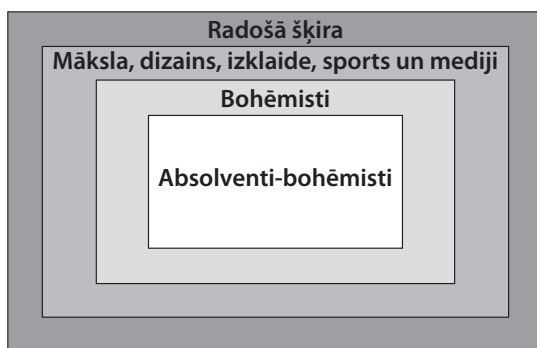 Radošā šķira
Māksla, dizains, izklaide, sports un mediji
Bohēmisti
Absolventi-bohēmisti